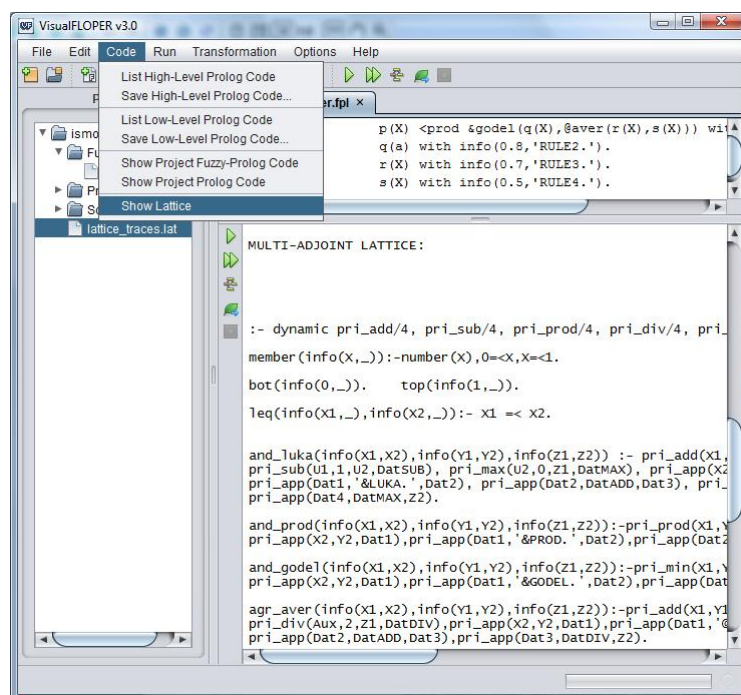 VisualFLOPER v3.0
File Edit Code Run Transformation Options Help
List High-Level Prolog Code
Save High-Level Prolog Code...
List Low-Level Prolog Code
Save Low-Level Prolog Code...
Show Project Fuzzy-Prolog Code
Show Project Prolog Code
Show Lattice
P
ismo
Fu
Pr
Sc
lattice_traces.lat
er.fpl ×
p(X) <prod &godel(q(X),@aver(r(X),s(X))) wit
q(a) with info(0.8,'RULE2.').
r(X) with info(0.7,'RULE3.').
s(X) with info(0.5,'RULE4.').
MULTI-ADJOINT LATTICE:
:- dynamic pri_add/4, pri_sub/4, pri_prod/4, pri_div/4, pri_
member(info(X,_)):-number(X),0=<X,X=<1.
bot(info(0,_)). top(info(1,_)).
leq(info(X1,_),info(X2,_)):- X1 =< X2.
and_luka(info(X1,X2),info(Y1,Y2),info(Z1,Z2)) :- pri_add(X1,
pri_sub(U1,1,U2,DatSUB), pri_max(U2,0,Z1,DatMAX), pri_app(X2
pri_app(Dat1,'&LUKA.',Dat2), pri_app(Dat2,DatADD,Dat3), pri_
pri_app(Dat4,DatMAX,Z2).
and_prod(info(X1,X2),info(Y1,Y2),info(Z1,Z2)):-pri_prod(X1,Y
pri_app(X2,Y2,Dat1),pri_app(Dat1,'&PROD.',Dat2),pri_app(Dat2
and_godel(info(X1,X2),info(Y1,Y2),info(Z1,Z2)):-pri_min(X1,Y
pri_app(X2,Y2,Dat1),pri_app(Dat1,'&GODEL.',Dat2),pri_app(Dat
agr_aver(info(X1,X2),info(Y1,Y2),info(Z1,Z2)):-pri_add(X1,Y1
pri_div(Aux,2,Z1,DatDIV),pri_app(X2,Y2,Dat1),pri_app(Dat1,'@
pri_app(Dat2,DatADD,Dat3),pri_app(Dat3,DatDIV,Z2).